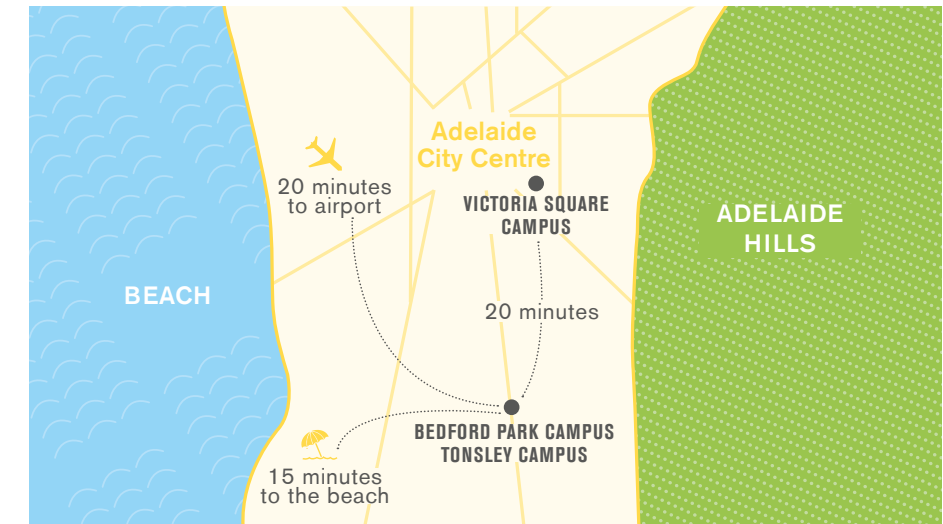 Adelaide
City Centre
20 minutes
to airport
VICTORIA SQUARE
CAMPUS
ADELAIDE
HILLS
BEACH
20 minutes
BEDFORD PARK CAMPUS
TONSLEY CAMPUS
15 minutes
to the beach